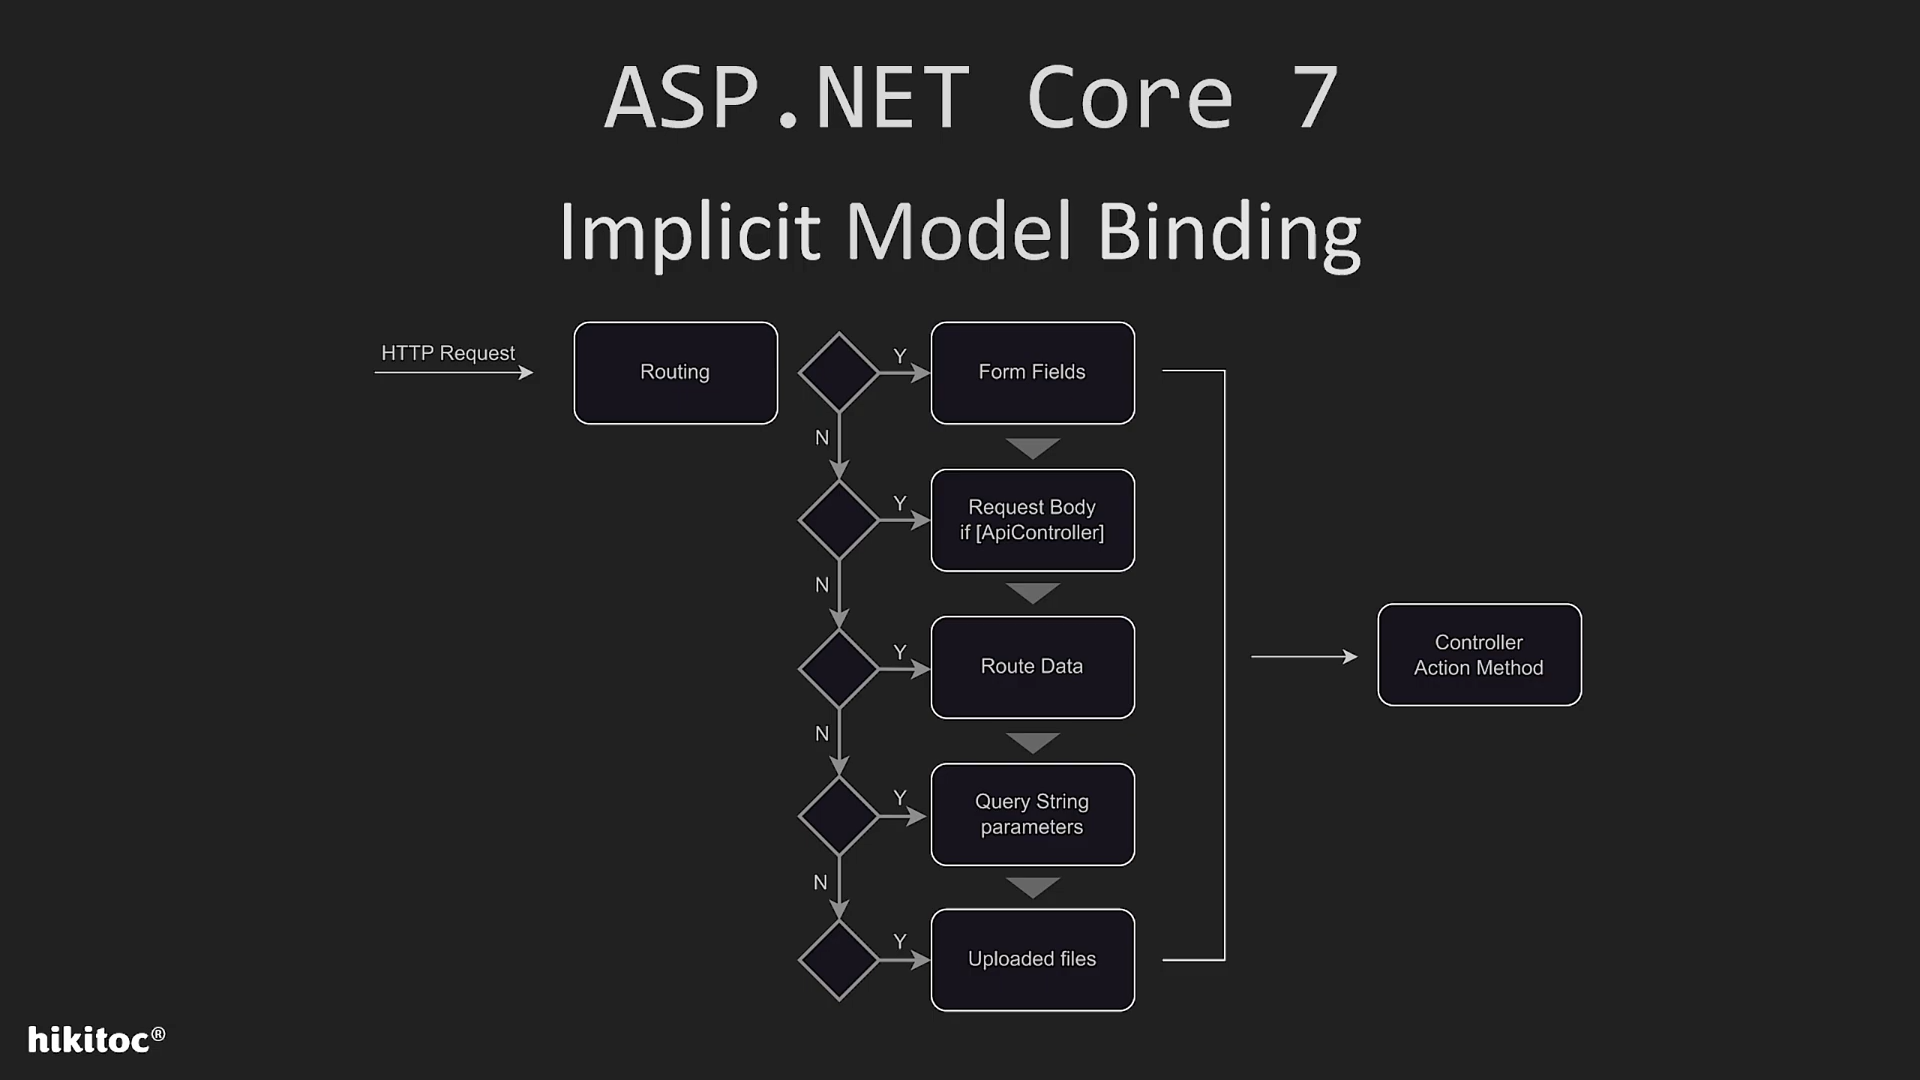 ASP.NET Core 7
Implicit Model Binding
HTTP Request
Routing
Y
Form Fields
N
Y
Request Body
if [ApiController]
N
Y
Route Data
N
Y
Query String
parameters
N
Y
Uploaded files
Controller
Action Method
hikitoc®